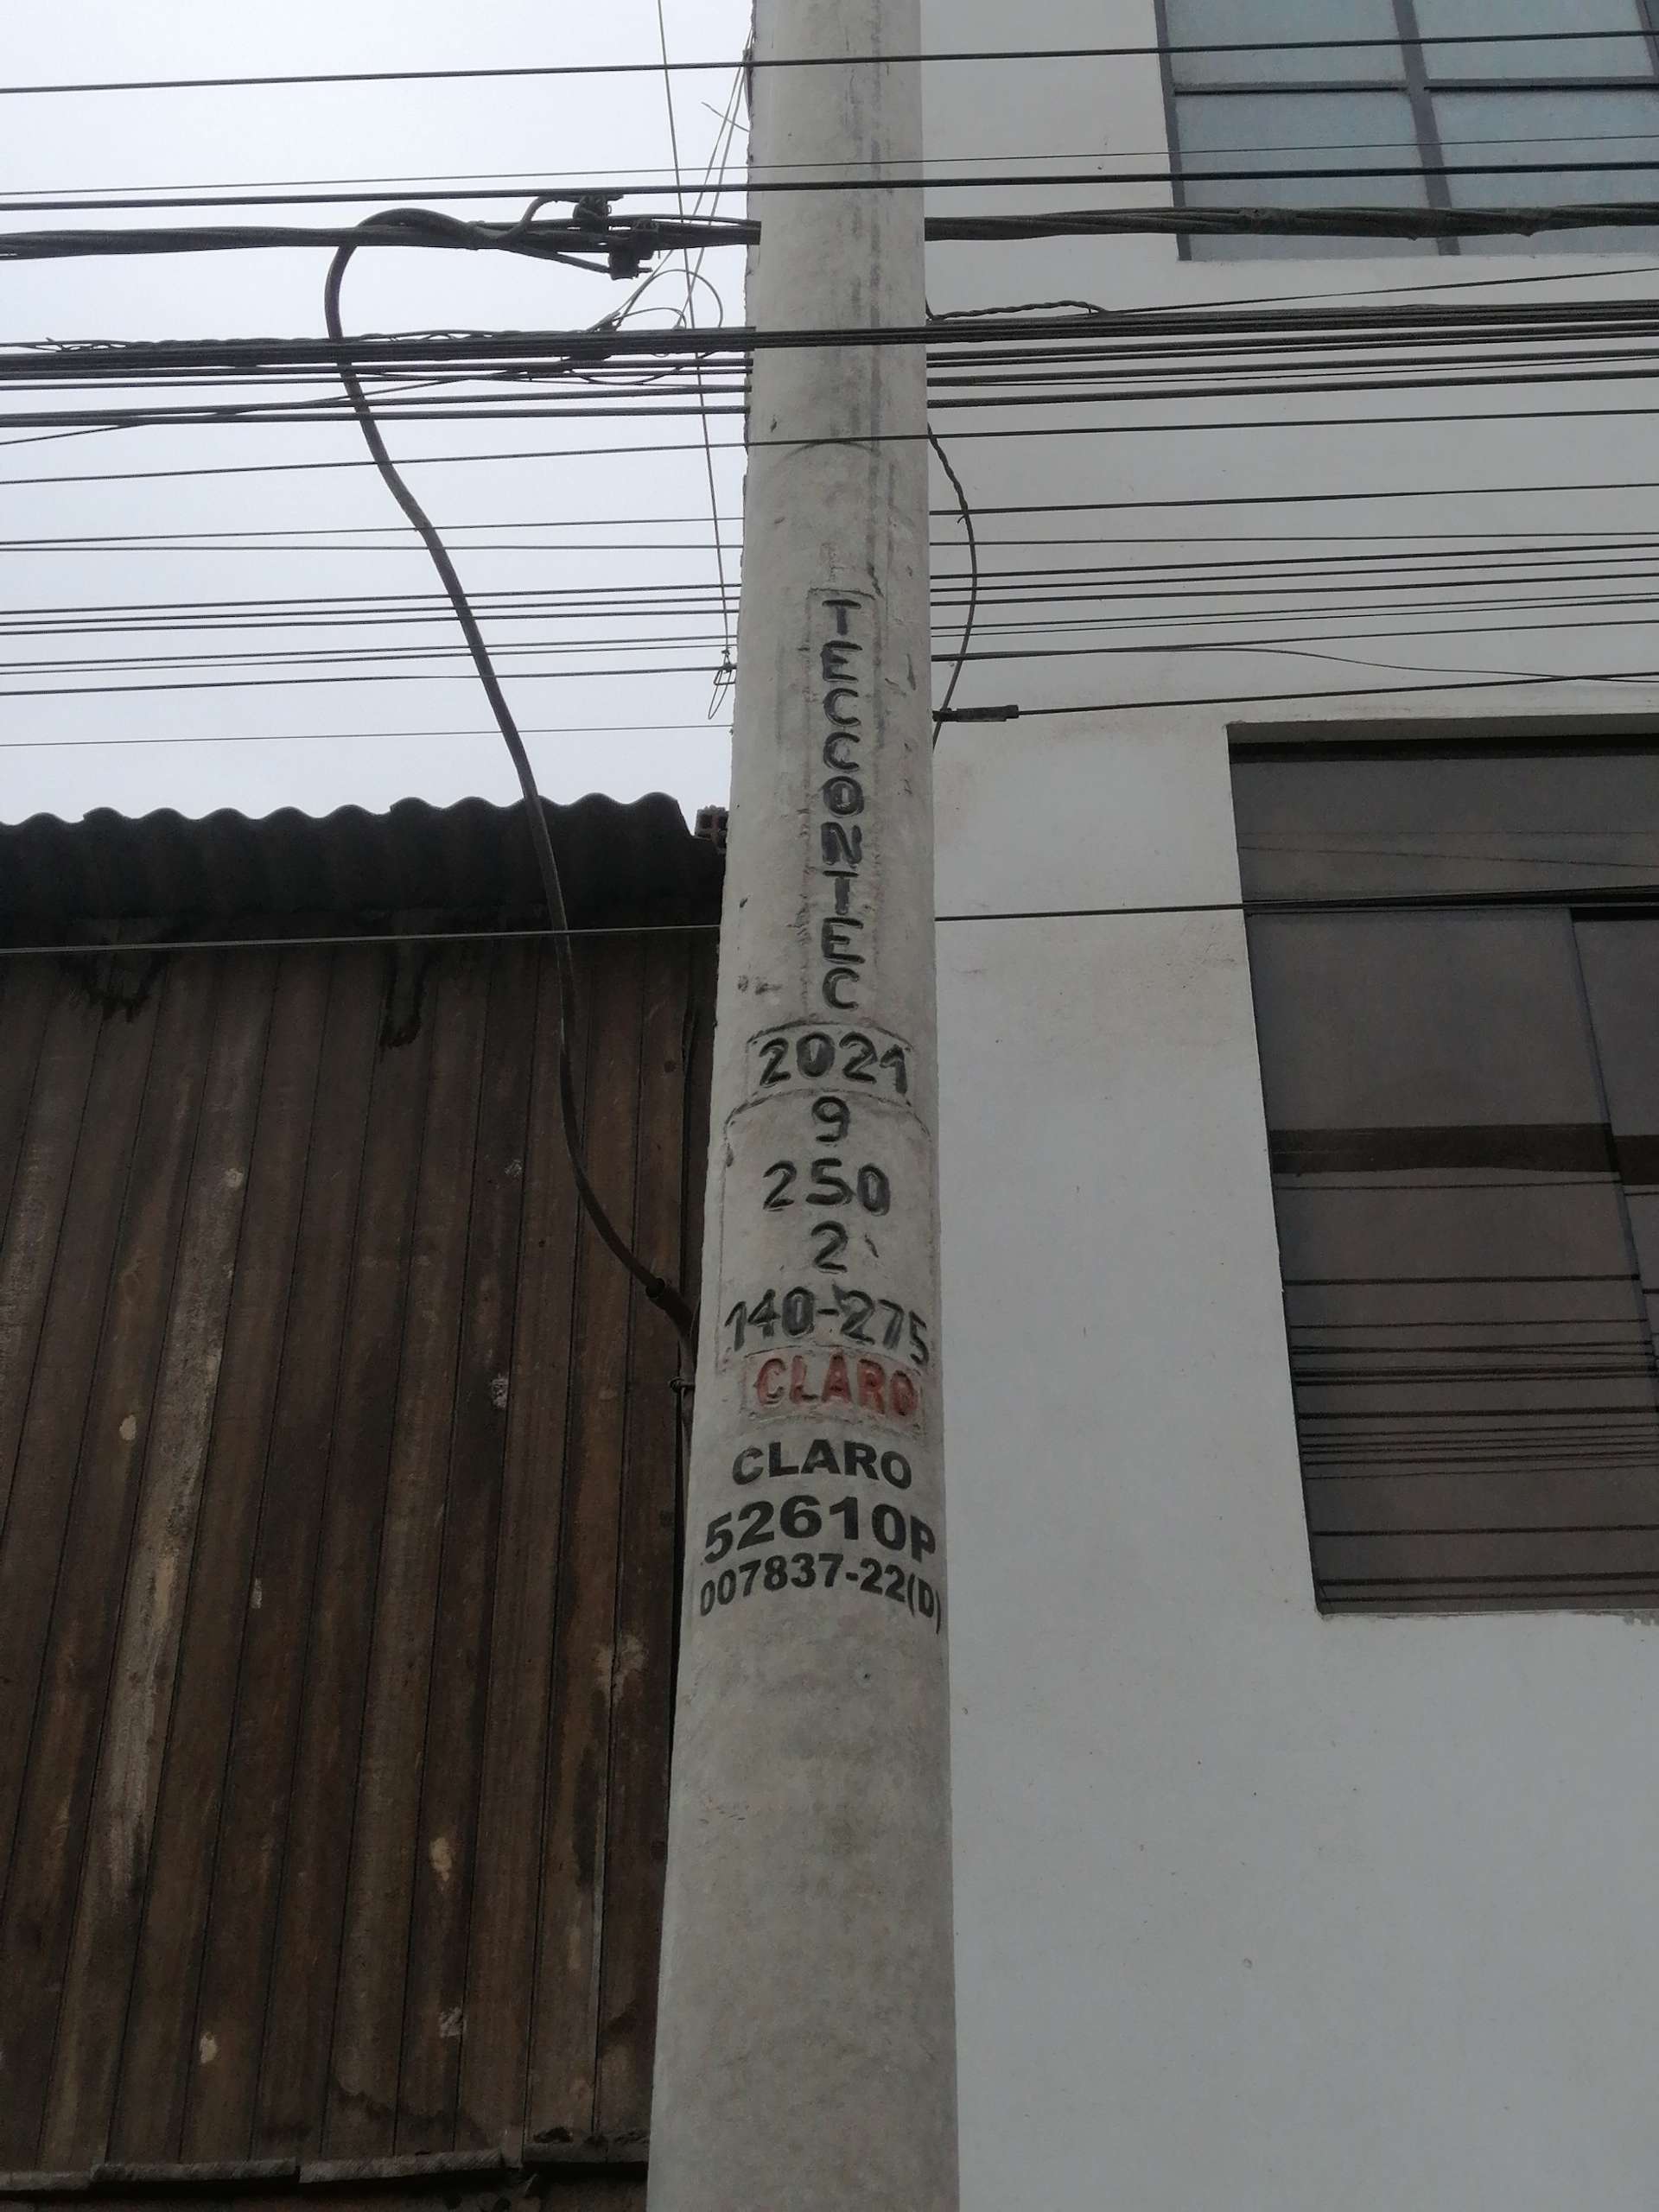 TECCONTEC
2021
9
250
2
140-275
CLARO
CLARO
52610P
007837-22(D)